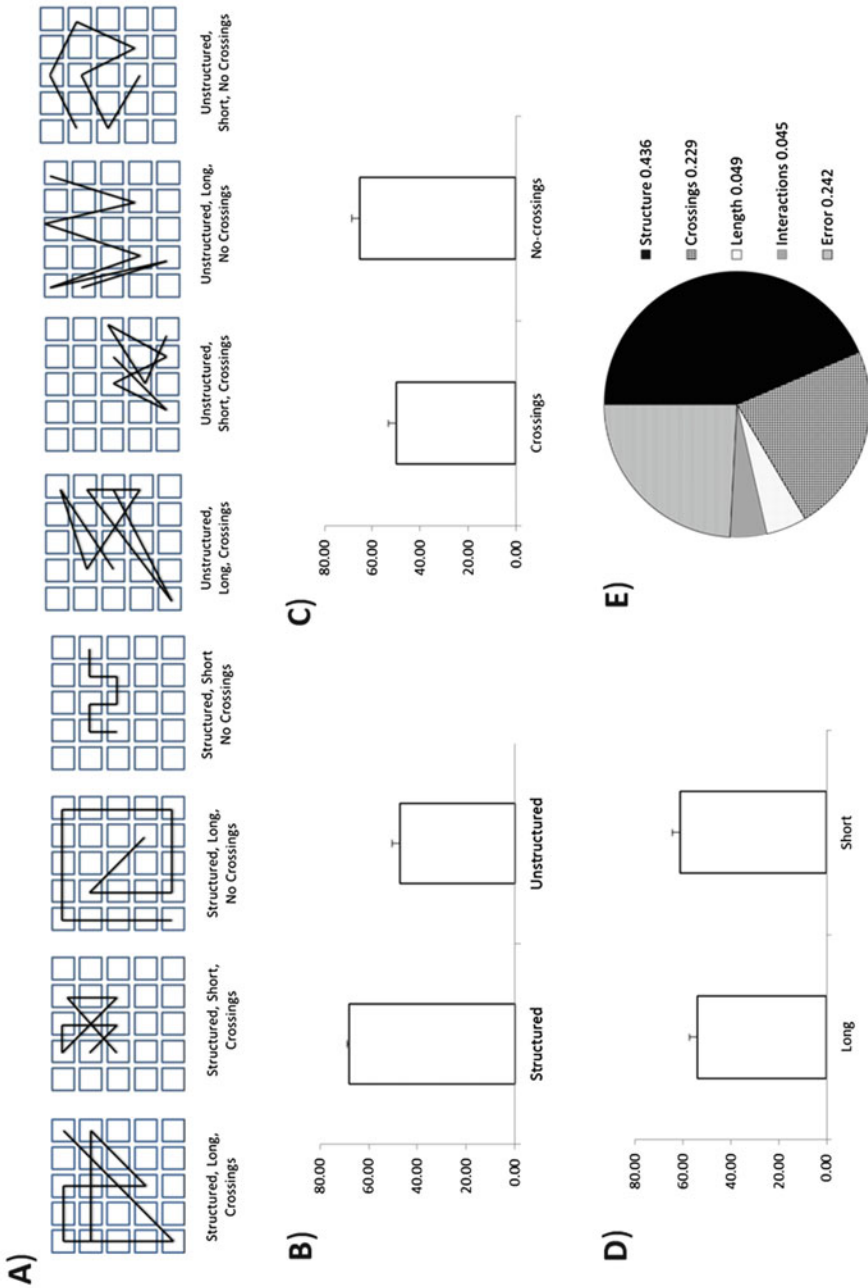 A)
Structured, Long,
Crossings
Structured, Short,
Crossings
Structured, Long,
No Crossings
Structured, Short
No Crossings
Unstructured,
Long, Crossings
Unstructured,
Short, Crossings
Unstructured, Long,
No Crossings
Unstructured,
Short, No Crossings
B)
80.00
60.00
40.00
20.00
0.00
Structured
Unstructured
C)
80.00
60.00
40.00
20.00
0.00
Crossings
No-crossings
D)
80.00
60.00
40.00
20.00
0.00
Long
Short
E)
Structure 0.436
Crossings 0.229
Length 0.049
Interactions 0.045
Error 0.242